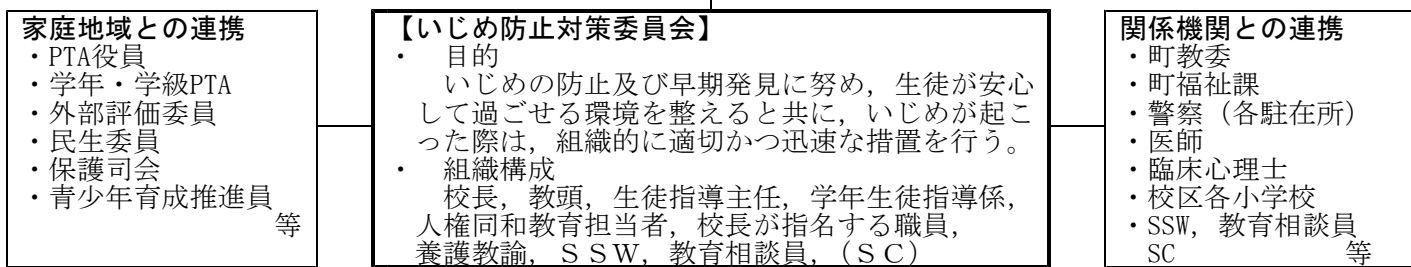 家庭地域との連携
・PTA役員
・学年・学級PTA
・外部評価委員
・民生委員
・保護司会
・青少年育成推進員
等
【いじめ防止対策委員会】
・　目的
いじめの防止及び早期発見に努め，生徒が安心
して過ごせる環境を整えると共に，いじめが起こ
った際は，組織的に適切かつ迅速な措置を行う。
・　組織構成
校長，教頭，生徒指導主任，学年生徒指導係，
人権同和教育担当者，校長が指名する職員，
養護教諭，ＳＳＷ，教育相談員，（ＳＣ）
関係機関との連携
・町教委
・町福祉課
・警察（各駐在所）
・医師
・臨床心理士
・校区各小学校
・SSW，教育相談員
SC　等